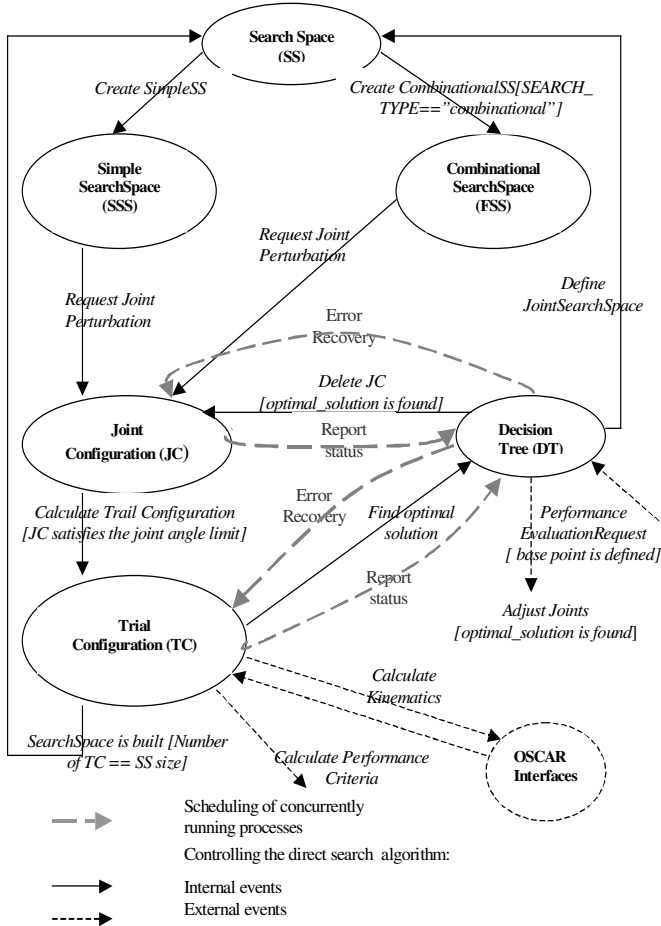 Search Space
(SS)
Create SimpleSS
Create CombinationalSS[SEARCH_
TYPE==”combinational”]
Simple
SearchSpace
(SSS)
Combinational
SearchSpace
(FSS)
Request Joint
Perturbation
Request Joint
Perturbation
Define
JointSearchSpace
Error
Recovery
Delete JC
[optimal_solution is found]
Joint
Configuration (JC)
Report
status
Decision
Tree (DT)
Calculate Trail Configuration
[JC satisfies the joint angle limit]
Error
Recovery
Find optimal
solution
Performance
EvaluationRequest
[ base point is defined]
Report
status
Adjust Joints
[optimal_solution is found]
Trial
Configuration (TC)
Calculate
Kinematics
SearchSpace is built [Number
of TC == SS size]
Calculate Performance
Criteria
OSCAR
Interfaces
Scheduling of concurrently
running processes
Controlling the direct search algorithm:
Internal events
External events